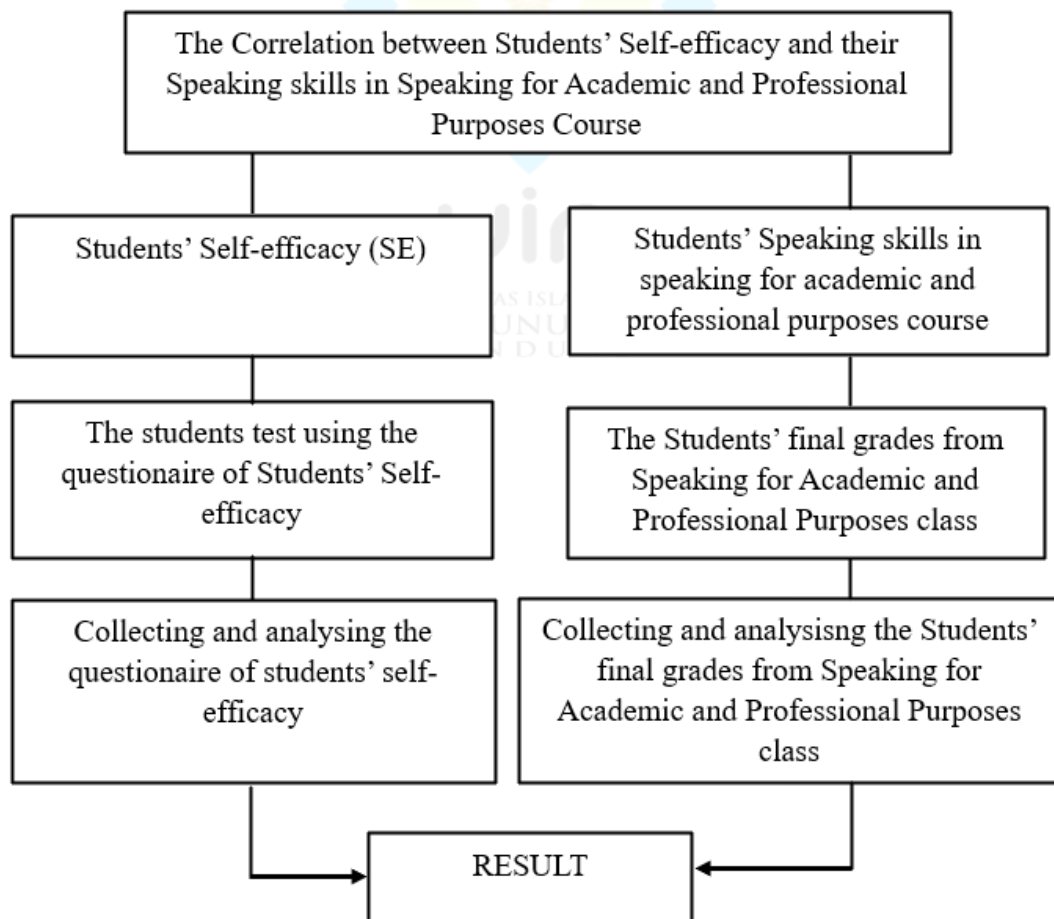 The Correlation between Students’ Self-efficacy and their
Speaking skills in Speaking for Academic and Professional
Purposes Course
Students’ Self-efficacy (SE)
Students’ Speaking skills in
speaking for academic and
professional purposes course
The students test using the
questionaire of Students’ Self-
efficacy
The Students’ final grades from
Speaking for Academic and
Professional Purposes class
Collecting and analysing the
questionaire of students’ self-
efficacy
Collecting and analysisng the Students’
final grades from Speaking for
Academic and Professional Purposes
class
RESULT